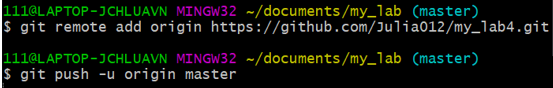 111@LAPTOP-JCHLUAVN MINGW32 ~/documents/my_lab (master)
$ git remote add origin https://github.com/Julia012/my_lab4.git
111@LAPTOP-JCHLUAVN MINGW32 ~/documents/my_lab (master)
$ git push -u origin master